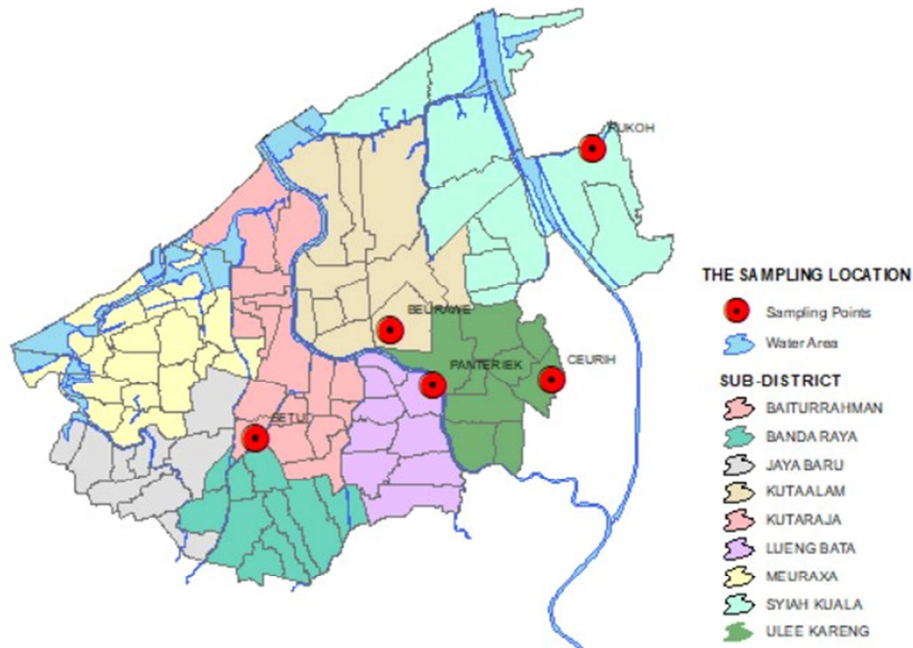 RUKOH
BEURAWE
PANTERIEK
CEURIH
SETUI
THE SAMPLING LOCATION
Sampling Points
Water Area
SUB-DISTRICT
BAITURRAHMAN
BANDA RAYA
JAYA BARU
KUTAALAM
KUTARAJA
LUENG BATA
MEURAXA
SYIAH KUALA
ULEE KARENG